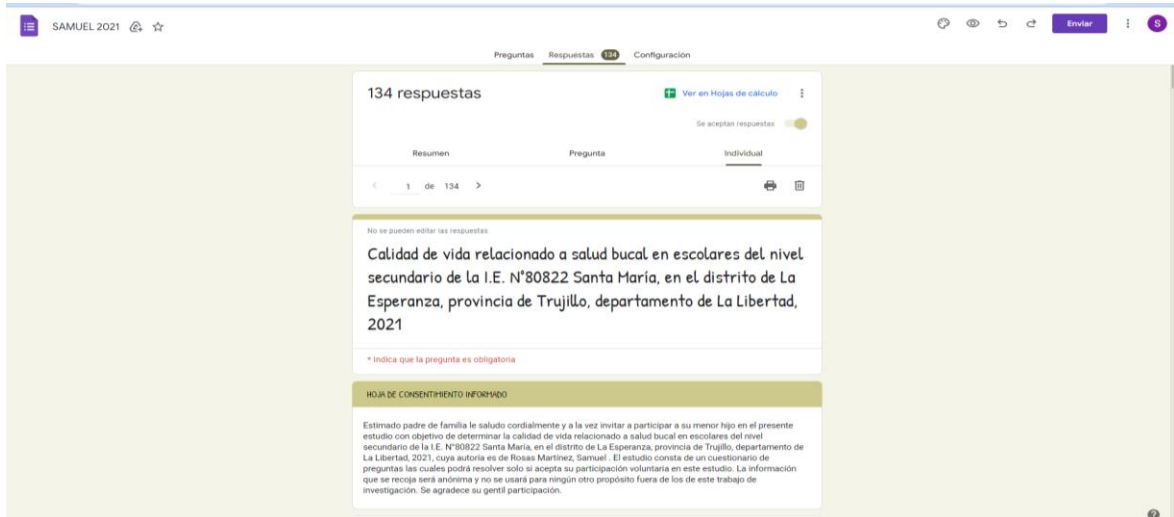 SAMUEL 2021
Enviar
S
Preguntas Respuestas 134 Configuración
134 respuestas
Ver en Hojas de cálculo
Se aceptan respuestas
Resumen Pregunta Individual
1 de 134
No se pueden editar las respuestas
Calidad de vida relacionado a salud bucal en escolares del nivel
secundario de la I.E. N°80822 Santa María, en el distrito de La
Esperanza, provincia de Trujillo, departamento de La Libertad,
2021
* Indica que la pregunta es obligatoria
HOJA DE CONSENTIMIENTO INFORMADO
Estimado padre de familia le saludo cordialmente y a la vez invitar a participar a su menor hijo en el presente
estudio con objetivo de determinar la calidad de vida relacionado a salud bucal en escolares del nivel
secundario de la I.E. N°80822 Santa María, en el distrito de La Esperanza, provincia de Trujillo, departamento de
La Libertad, 2021, cuya autoria es de Rosas Martínez, Samuel . El estudio consta de un cuestionario de
preguntas las cuales podrá resolver solo si acepta su participación voluntaria en este estudio. La información
que se recoja será anónima y no se usará para ningún otro propósito fuera de los de este trabajo de
investigación. Se agradece su gentil participación.